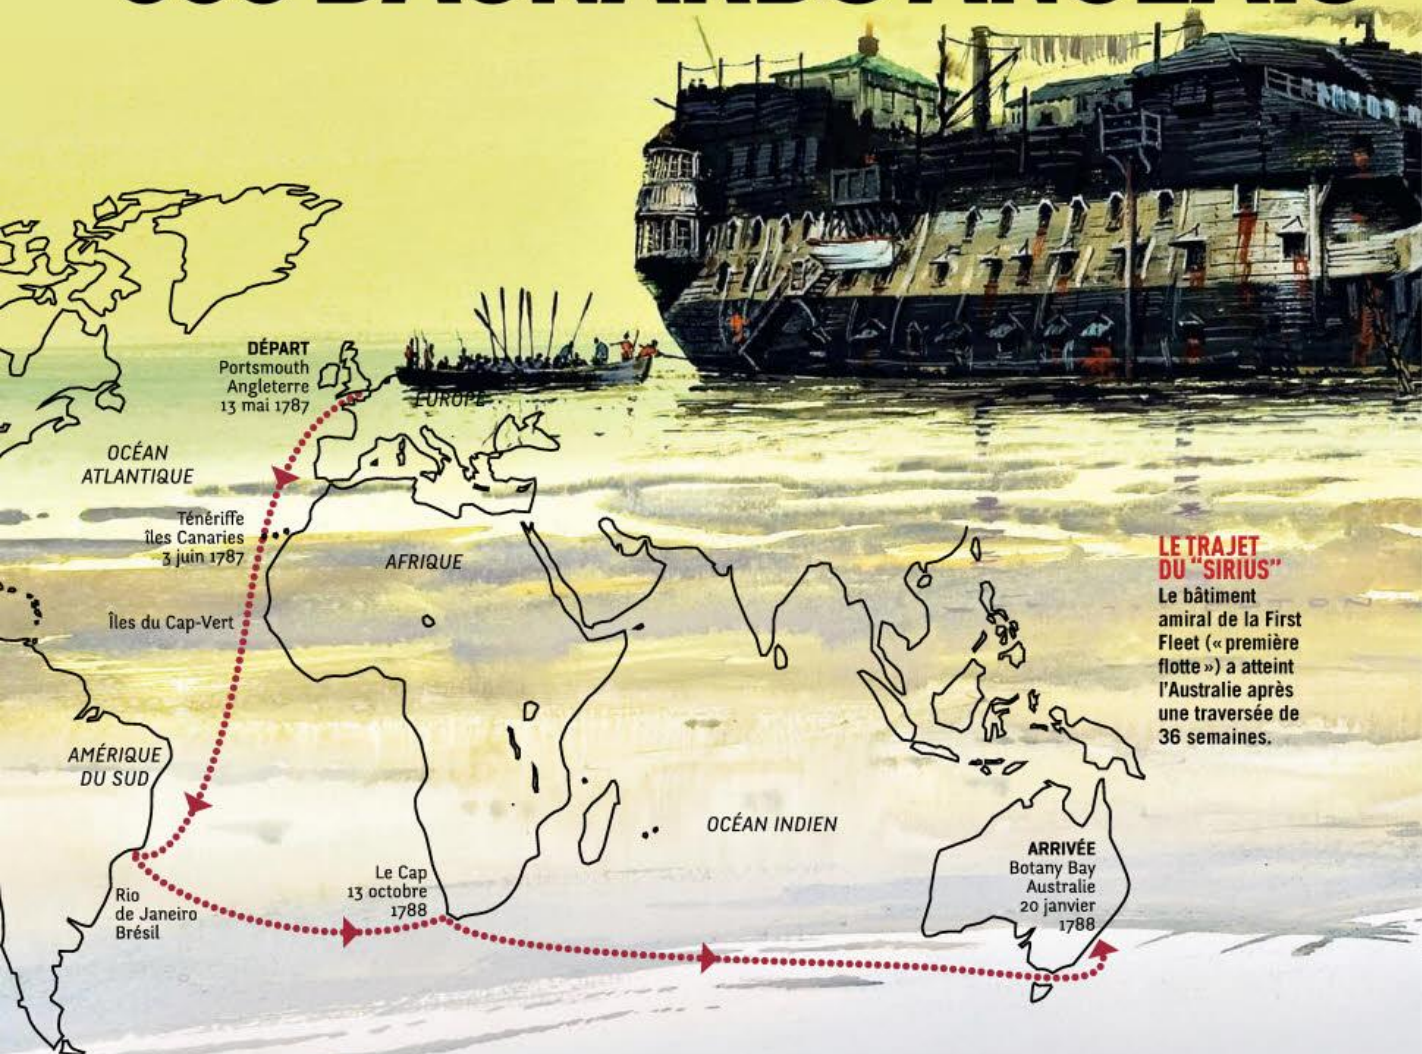 DÉPART
Portsmouth
Angleterre
13 mai 1787
EUROPE
OCÉAN
ATLANTIQUE
Ténériffe
îles Canaries
3 juin 1787
AFRIQUE
Îles du Cap-Vert
AMÉRIQUE
DU SUD
Rio
de Janeiro
Brésil
Le Cap
13 octobre
1788
OCÉAN INDIEN
ARRIVÉE
Botany Bay
Australie
20 janvier
1788
LE TRAJET
DU "SIRIUS"
Le bâtiment
amiral de la First
Fleet (« première
flotte ») a atteint
l'Australie après
une traversée de
36 semaines.